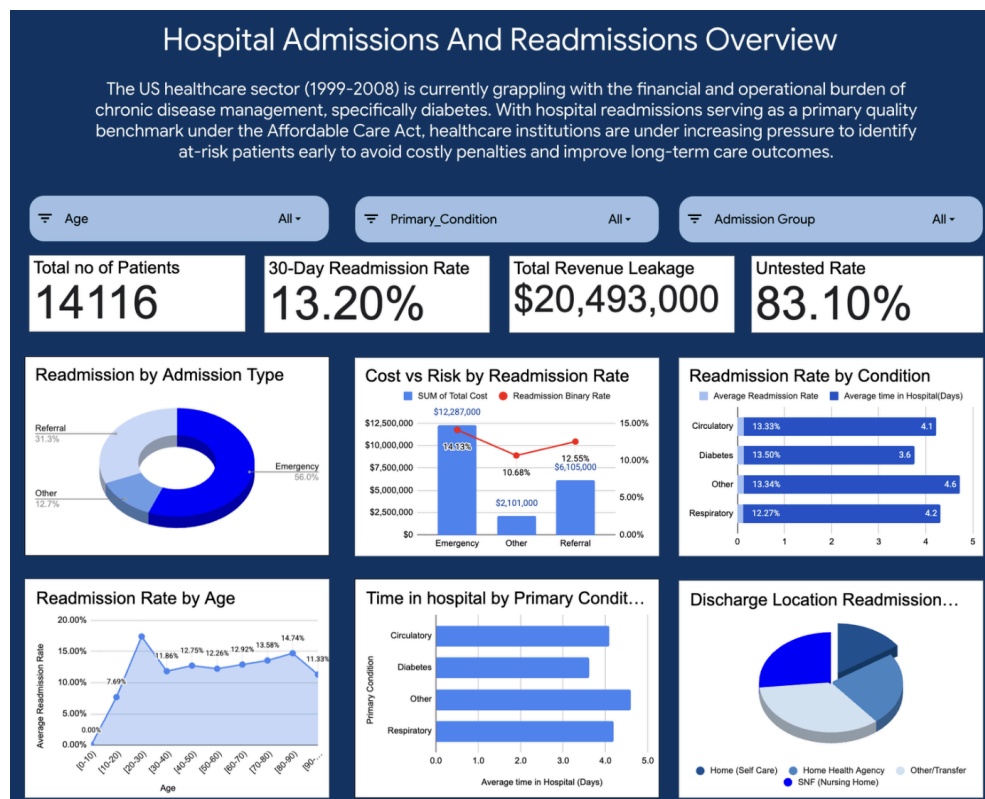 Hospital Admissions And Readmissions Overview
The US healthcare sector (1999-2008) is currently grappling with the financial and operational burden of
chronic disease management, specifically diabetes. With hospital readmissions serving as a primary quality
benchmark under the Affordable Care Act, healthcare institutions are under increasing pressure to identify
at-risk patients early to avoid costly penalties and improve long-term care outcomes.
Age All
Primary_Condition All
Admission Group All
Total no of Patients
14116
30-Day Readmission Rate
13.20%
Total Revenue Leakage
$20,493,000
Untested Rate
83.10%
Readmission by Admission Type
Referral
31.3%
Emergency
56.0%
Other
12.7%
Cost vs Risk by Readmission Rate
SUM of Total Cost Readmission Binary Rate
$12,287,000
$12,500,000 15.00%
14.13%
$10,000,000 10.00%
12.55%
10.68%
$7,500,000 $6,105,000
$5,000,000 5.00%
$2,101,000
$2,500,000
$0 0.00%
Emergency Other Referral
Readmission Rate by Condition
Average Readmission Rate Average time in Hospital(Days)
Circulatory 13.33% 4.1
Diabetes 13.50% 3.6
Other 13.34% 4.6
Respiratory 12.27% 4.2
0 1 2 3 4 5
Readmission Rate by Age
Average Readmission Rate
20.00%
15.00%
10.00%
5.00%
0.00%
0.00% 7.69% 11.86% 12.75% 12.26% 12.92% 13.58% 14.74% 11.33%
[0-10) [10-20) [20-30) [30-40) [40-50) [50-60) [60-70) [70-80) [80-90) [90-...
Age
Time in hospital by Primary Condit...
Primary Condition
Circulatory
Diabetes
Other
Respiratory
0.0 1.0 2.0 3.0 4.0 5.0
Average time in Hospital (Days)
Discharge Location Readmission...
Home (Self Care) Home Health Agency Other/Transfer
SNF (Nursing Home)